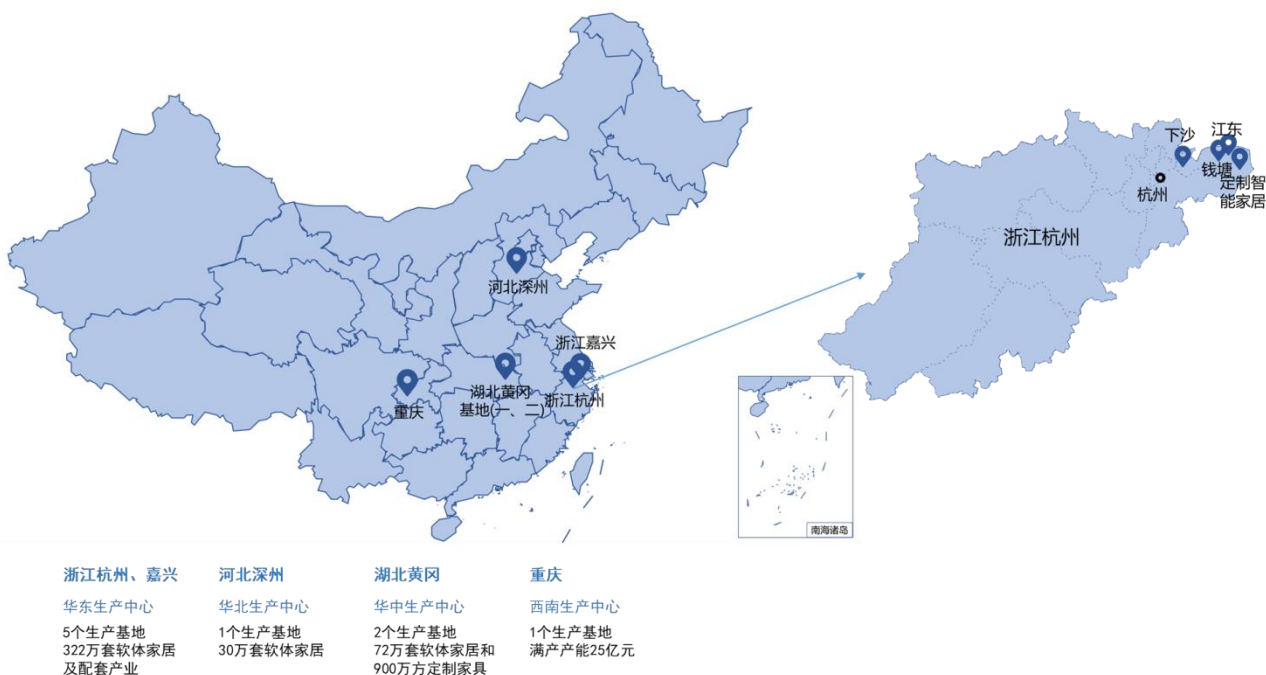 下沙
江东
钱塘
定制智
能家居
杭州
浙江杭州
河北深州
浙江嘉兴
湖北黄冈
基地(一、二)
浙江杭州
重庆
南海诸岛
浙江杭州、嘉兴
华东生产中心
5个生产基地
322万套软体家居
及配套产业
河北深州
华北生产中心
1个生产基地
30万套软体家居
湖北黄冈
华中生产中心
2个生产基地
72万套软体家居和
900万方定制家具
重庆
西南生产中心
1个生产基地
满产产能25亿元